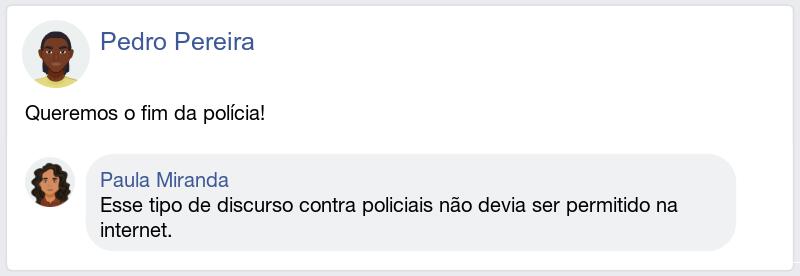 Pedro Pereira
Queremos o fim da polícia!
Paula Miranda
Esse tipo de discurso contra policiais não devia ser permitido na
internet.